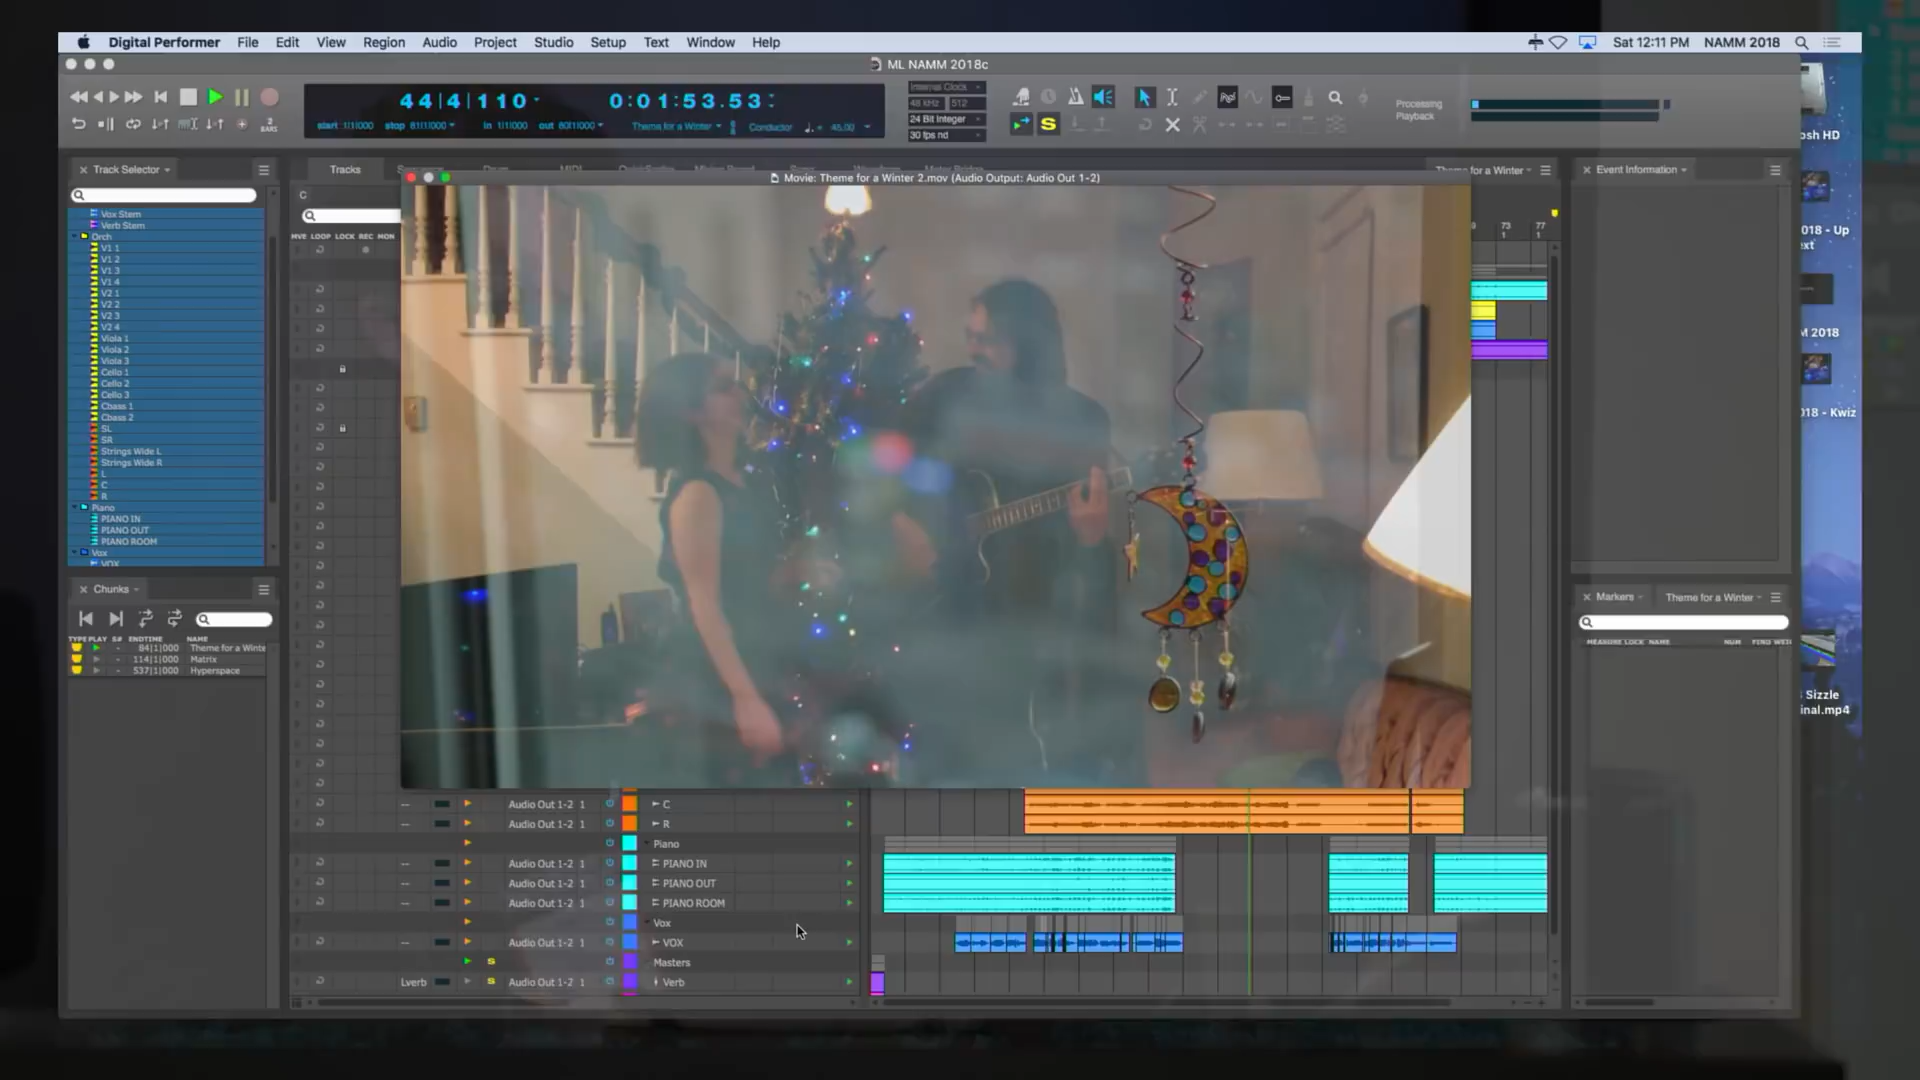 Digital Performer File Edit View Region Audio Project Studio Setup Text Window Help Sat 12:11 PM NAMM 2018
ML NAMM 2018c
44|4|110 0:01:53.53
start 1|1|000 stop 81|1|000 in 1|1|000 out 80|1|000 Theme for a Winter Conductor 45.00
Internal Clock
48 kHz 512
24 Bit Integer
30 fps nd
2 BARS
Processing
Playback
osh HD
Track Selector
Tracks
Theme for a Winter
Event Information
Movie: Theme for a Winter 2.mov (Audio Output: Audio Out 1-2)
C
MVE LOOP LOCK REC MON
73 77
1 1
Vox Stem
Verb Stem
Orch
V1 1
V1 2
V1 3
V1 4
V2 1
V2 2
V2 3
V2 4
Viola 1
Viola 2
Viola 3
Cello 1
Cello 2
Cello 3
Cbass 1
Cbass 2
SL
SR
Strings Wide L
Strings Wide R
L
C
R
Piano
PIANO IN
PIANO OUT
PIANO ROOM
Vox
VOX
Chunks
TYPE PLAY S# ENDTIME NAME
84|1|000 Theme for a Winte
114|1|000 Matrix
537|1|000 Hyperspace
Audio Out 1-2 1 C
Audio Out 1-2 1 R
Piano
Audio Out 1-2 1 PIANO IN
Audio Out 1-2 1 PIANO OUT
Audio Out 1-2 1 PIANO ROOM
Vox
Audio Out 1-2 1 VOX
S Masters
Lverb S Audio Out 1-2 1 Verb
Markers Theme for a Winter
MEASURE LOCK NAME NUM FIND
018 - Up
ext
M 2018
018 - Kwiz
Sizzle
inal.mp4